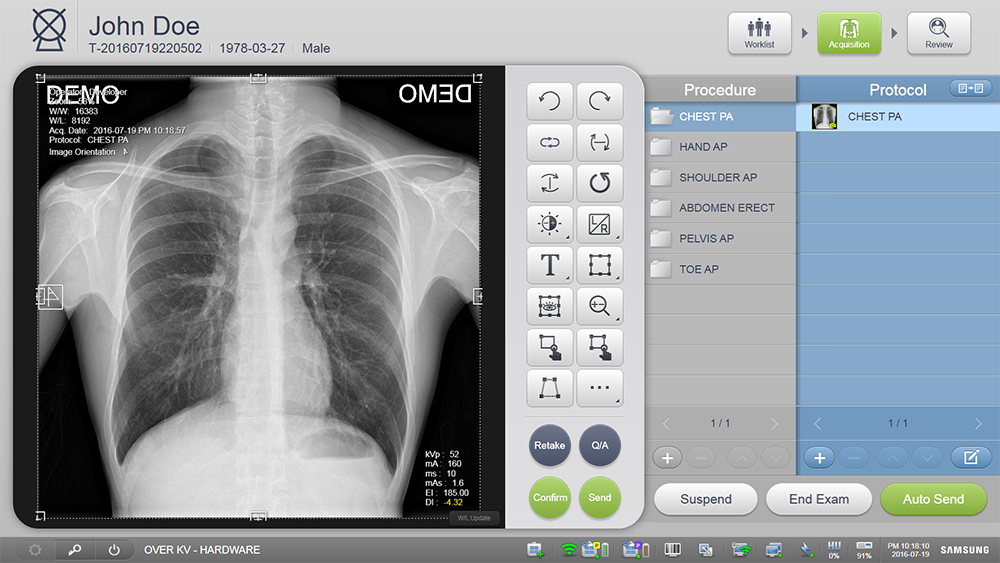 John Doe
T-20160719220502 1978-03-27 Male
Worklist
Acquisition
Review
DEMO
DEMO
Operator: Developer
W/W: 16383
W/L: 8192
Acq. Date: 2016-07-19 PM 10:18:57
Protocol: CHEST PA
Image Orientation
kVp : 52
mA : 160
ms : 10
mAs : 1.6
EI : 185.00
DI : -4.32
W/L Update
L/R
T
Retake
Q/A
Confirm
Send
Procedure
CHEST PA
HAND AP
SHOULDER AP
ABDOMEN ERECT
PELVIS AP
TOE AP
1 / 1
Protocol
CHEST PA
1 / 1
Suspend
End Exam
Auto Send
OVER KV - HARDWARE
HU
0%
91%
PM 10:18:10
2016-07-19
SAMSUNG